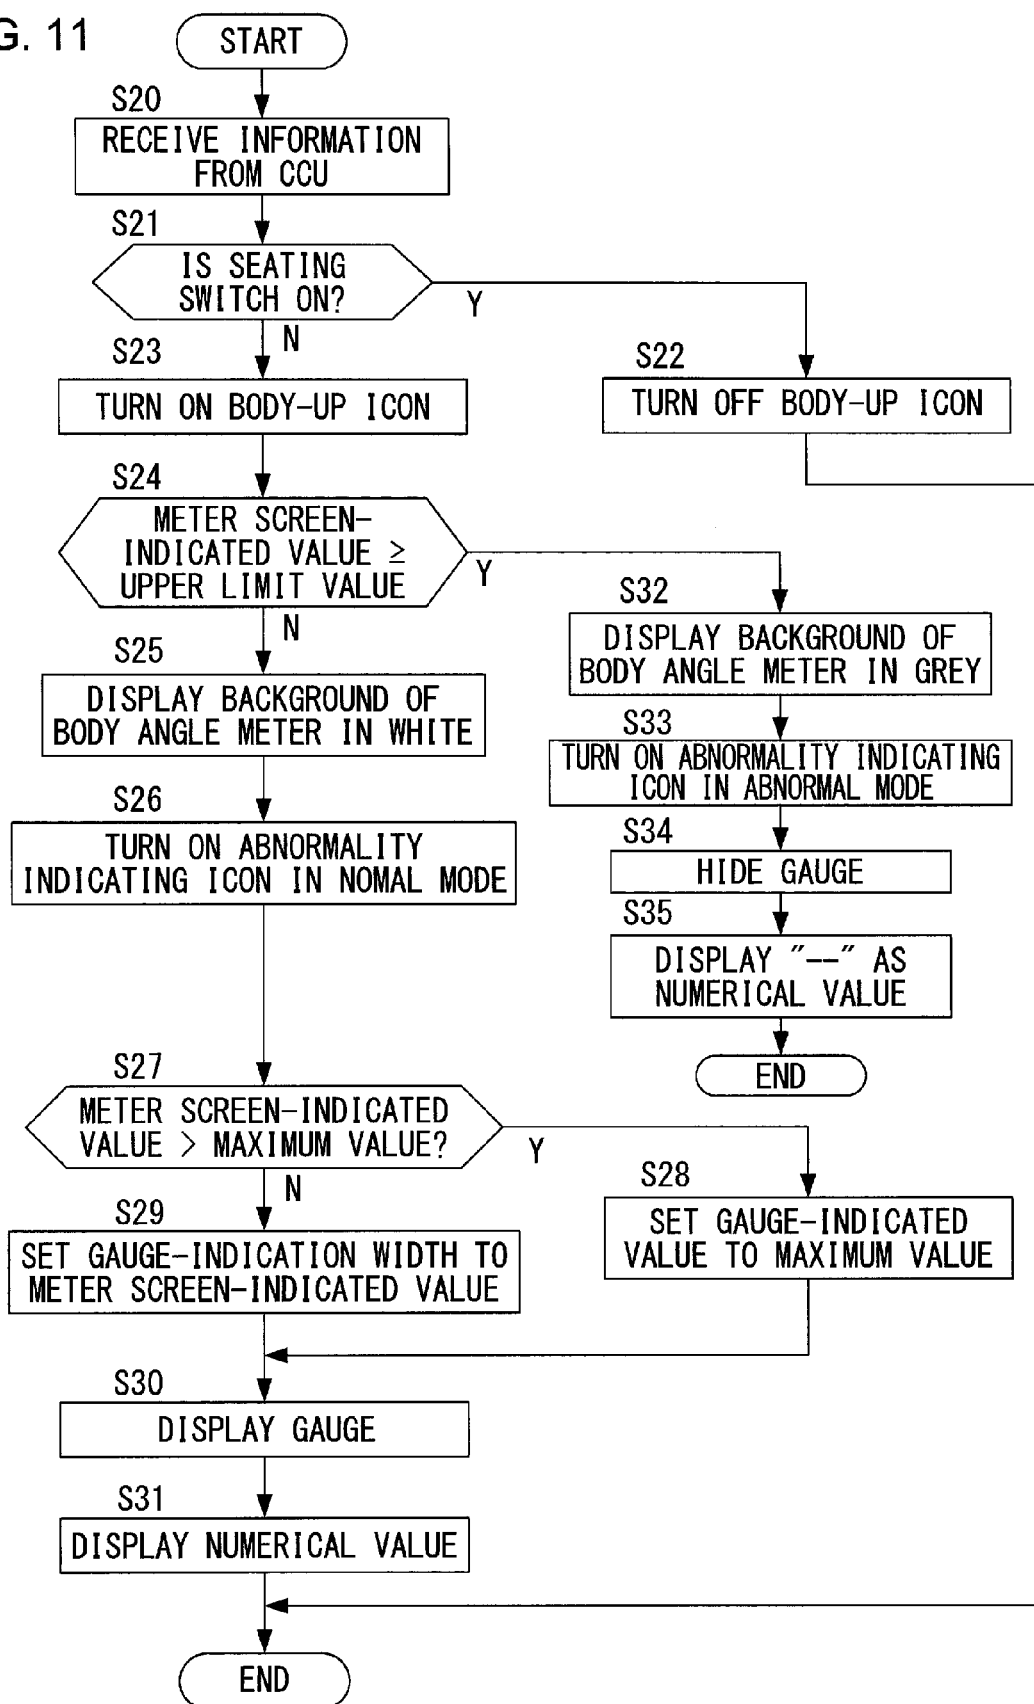 G. 11
START
S20
RECEIVE INFORMATION
FROM CCU
S21
IS SEATING
SWITCH ON?
Y
N
S23
TURN ON BODY-UP ICON
S22
TURN OFF BODY-UP ICON
S24
METER SCREEN-
INDICATED VALUE ≥
UPPER LIMIT VALUE
Y
N
S25
DISPLAY BACKGROUND OF
BODY ANGLE METER IN WHITE
S26
TURN ON ABNORMALITY
INDICATING ICON IN NOMAL MODE
S32
DISPLAY BACKGROUND OF
BODY ANGLE METER IN GREY
S33
TURN ON ABNORMALITY INDICATING
ICON IN ABNORMAL MODE
S34
HIDE GAUGE
S35
DISPLAY "--" AS
NUMERICAL VALUE
END
S27
METER SCREEN-INDICATED
VALUE > MAXIMUM VALUE?
Y
N
S28
SET GAUGE-INDICATED
VALUE TO MAXIMUM VALUE
S29
SET GAUGE-INDICATION WIDTH TO
METER SCREEN-INDICATED VALUE
S30
DISPLAY GAUGE
S31
DISPLAY NUMERICAL VALUE
END